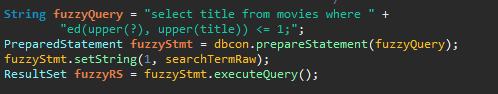 String fuzzyQuery = "select title from movies where " +
"ed(upper(?), upper(title)) <= 1;";
PreparedStatement fuzzyStmt = dbcon.prepareStatement(fuzzyQuery);
fuzzyStmt.setString(1, searchTermRaw);
ResultSet fuzzyRS = fuzzyStmt.executeQuery();